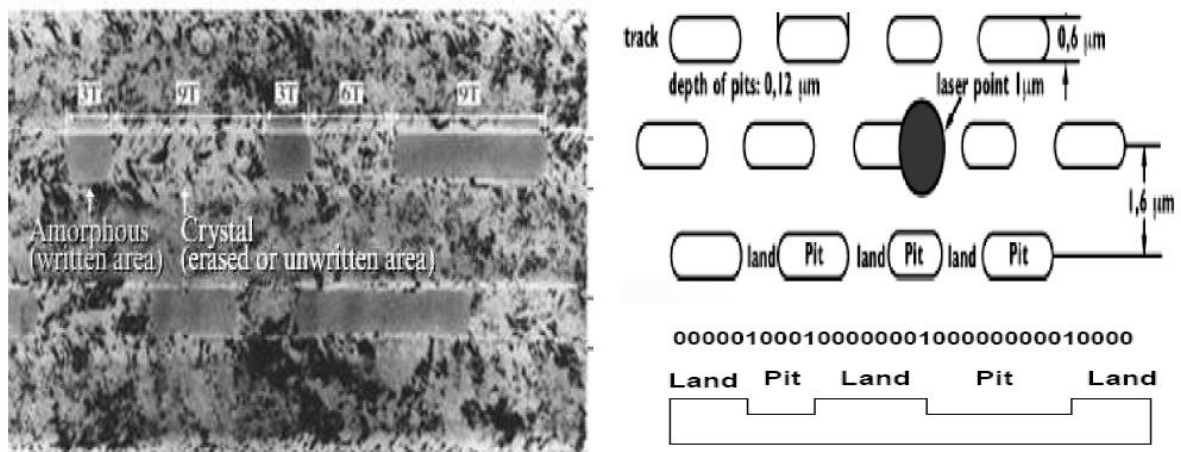 3T 9T 3T 6T 9T
Amorphous Crystal
(written area) (erased or unwritten area)
track 0,6 µm
depth of pits: 0,12 µm laser point 1µm
1,6 µm
land Pit land Pit land Pit
00000100010000000100000000010000
Land Pit Land Pit Land